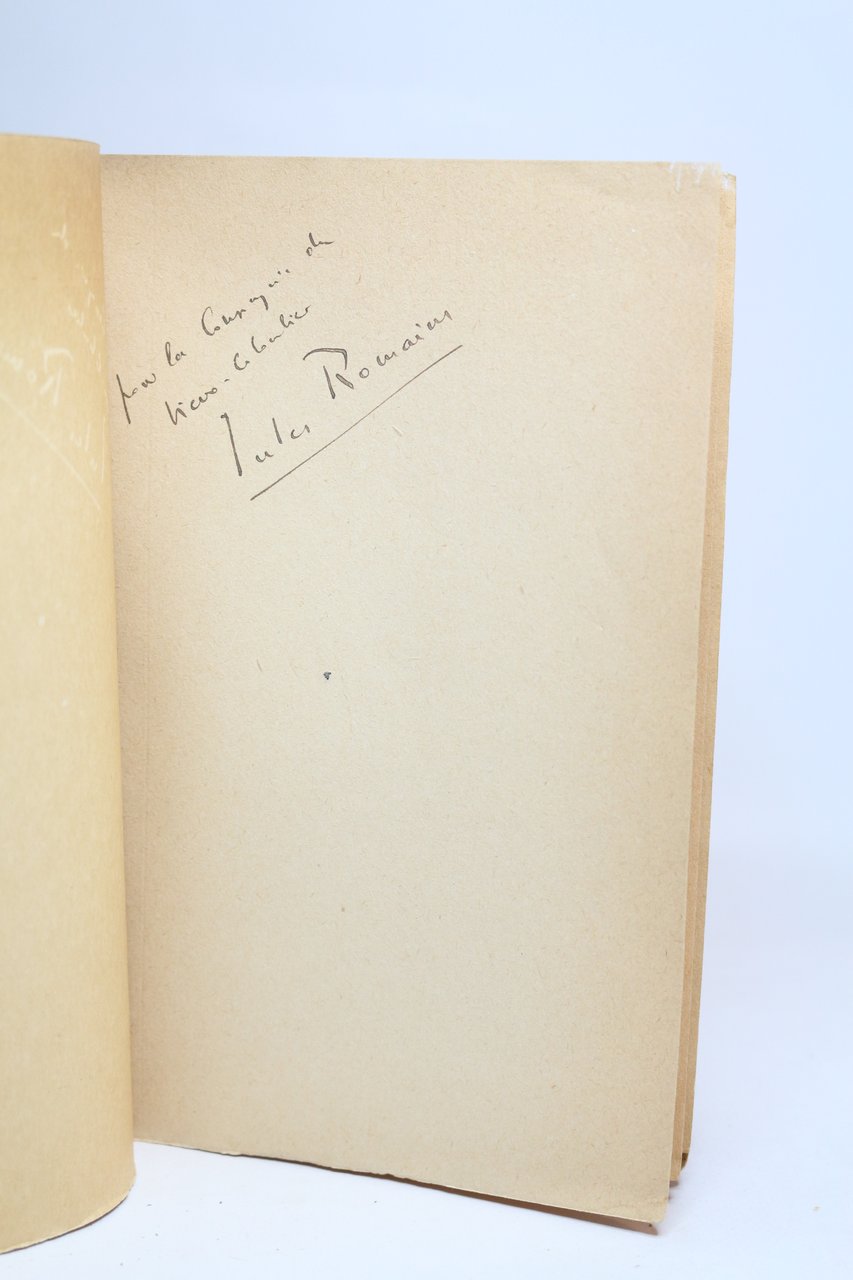 pour la Compagnie du
Vieux-Colombier
Jules Romains